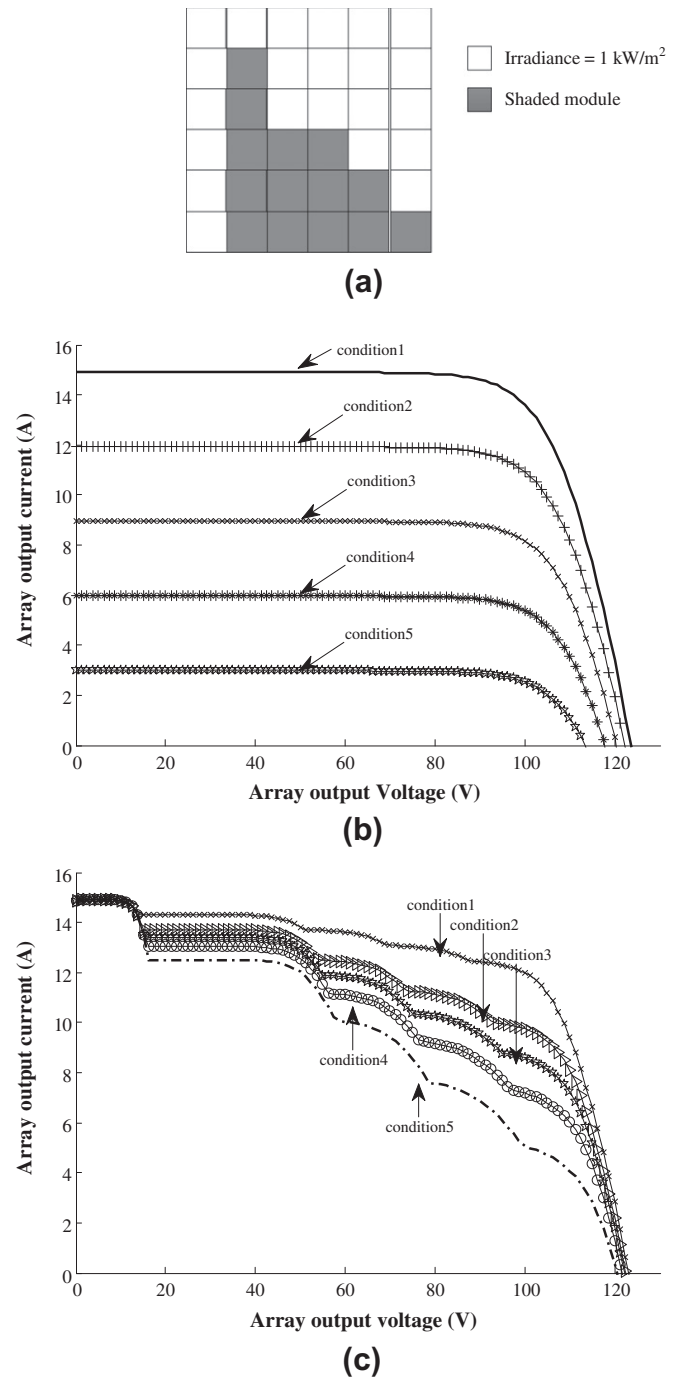 Irradiance = 1 kW/m²
Shaded module
(a)
16
14
12
10
8
6
4
2
0
Array output current (A)
condition1
condition2
condition3
condition4
condition5
0 20 40 60 80 100 120
Array output Voltage (V)
(b)
16
14
12
10
8
6
4
2
0
Array output current (A)
condition1
condition2
condition3
condition4
condition5
0 20 40 60 80 100 120
Array output voltage (V)
(c)